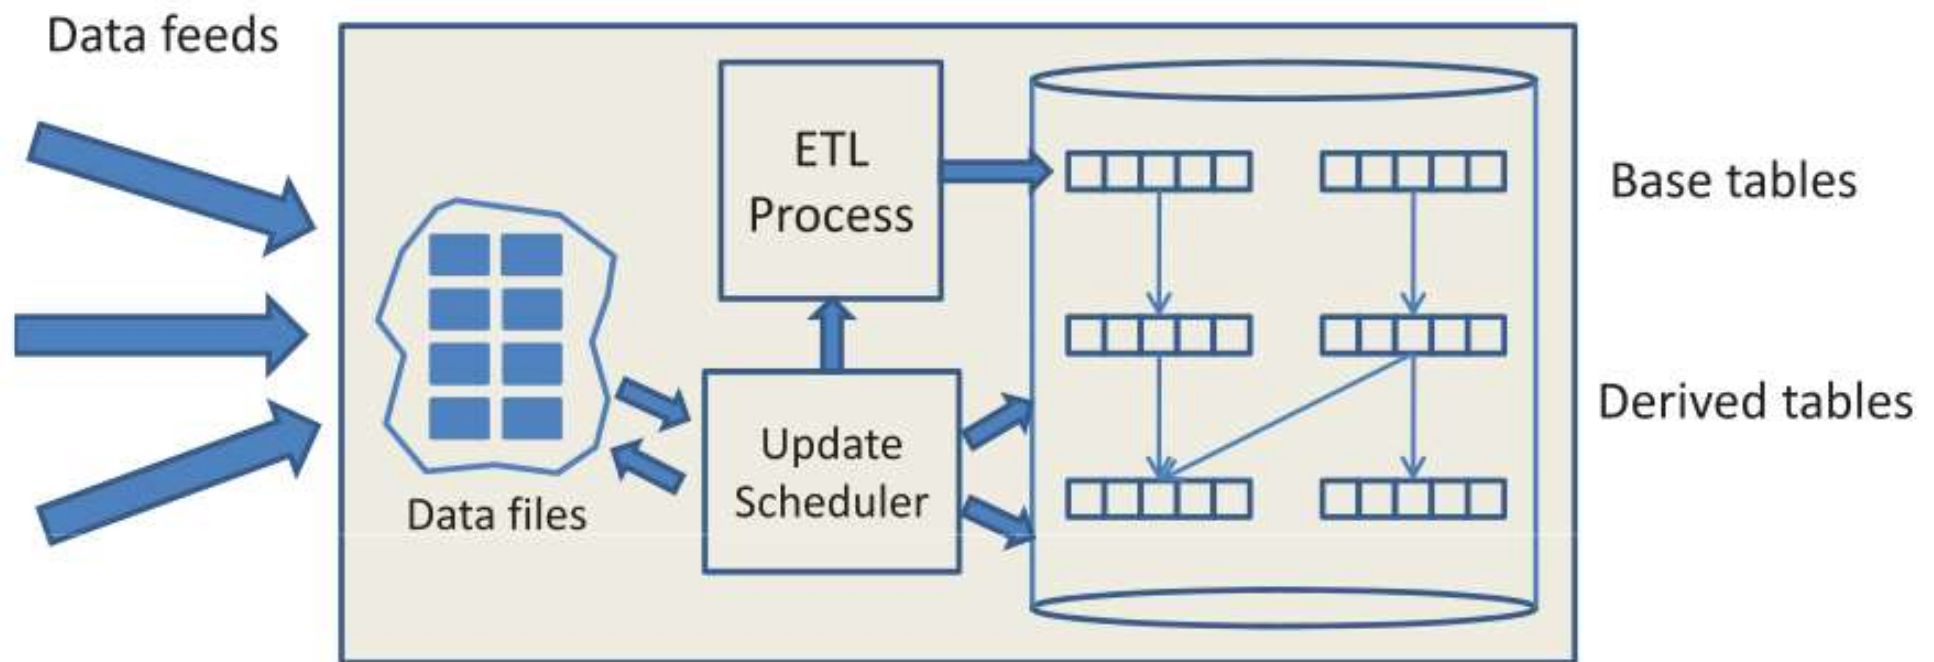 Data feeds
ETL
Process
Base tables
Derived tables
Update
Scheduler
Data files